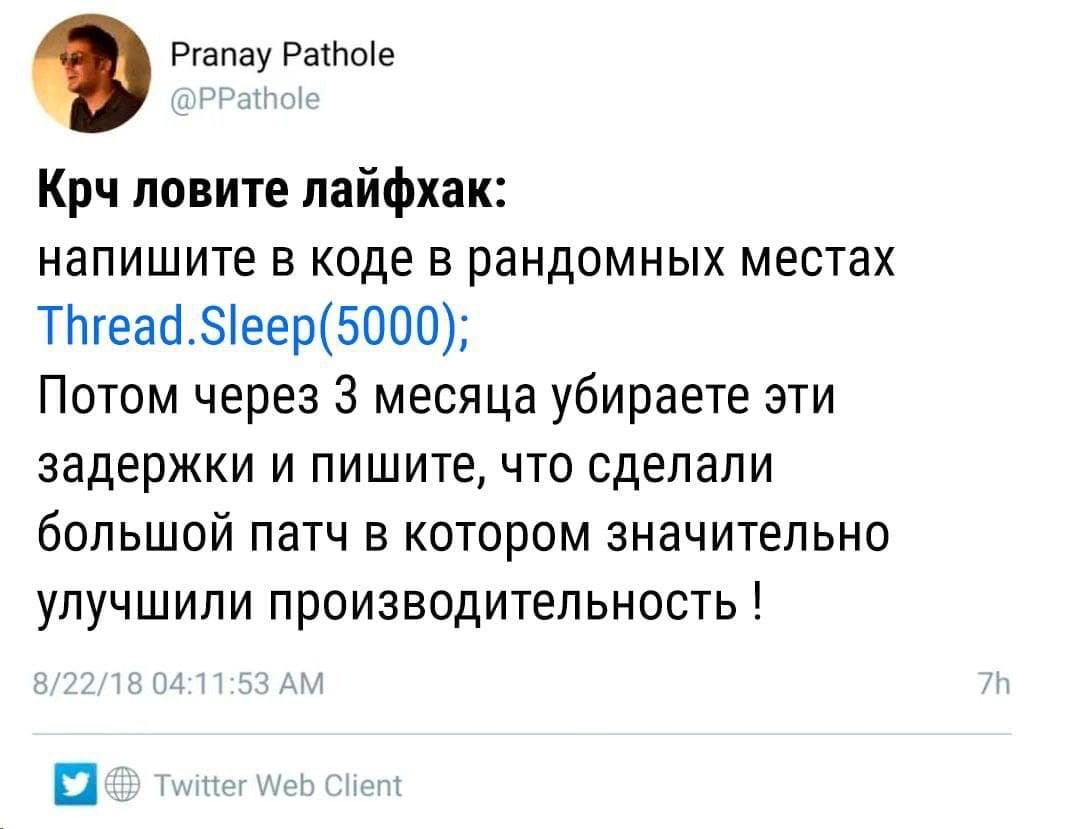 Pranay Pathole
@PPathole
Крч ловите лайфхак:
напишите в коде в рандомных местах
Thread.Sleep(5000);
Потом через 3 месяца убираете эти
задержки и пишите, что сделали
большой патч в котором значительно
улучшили производительность !
8/22/18 04:11:53 AM 7h
Twitter Web Client